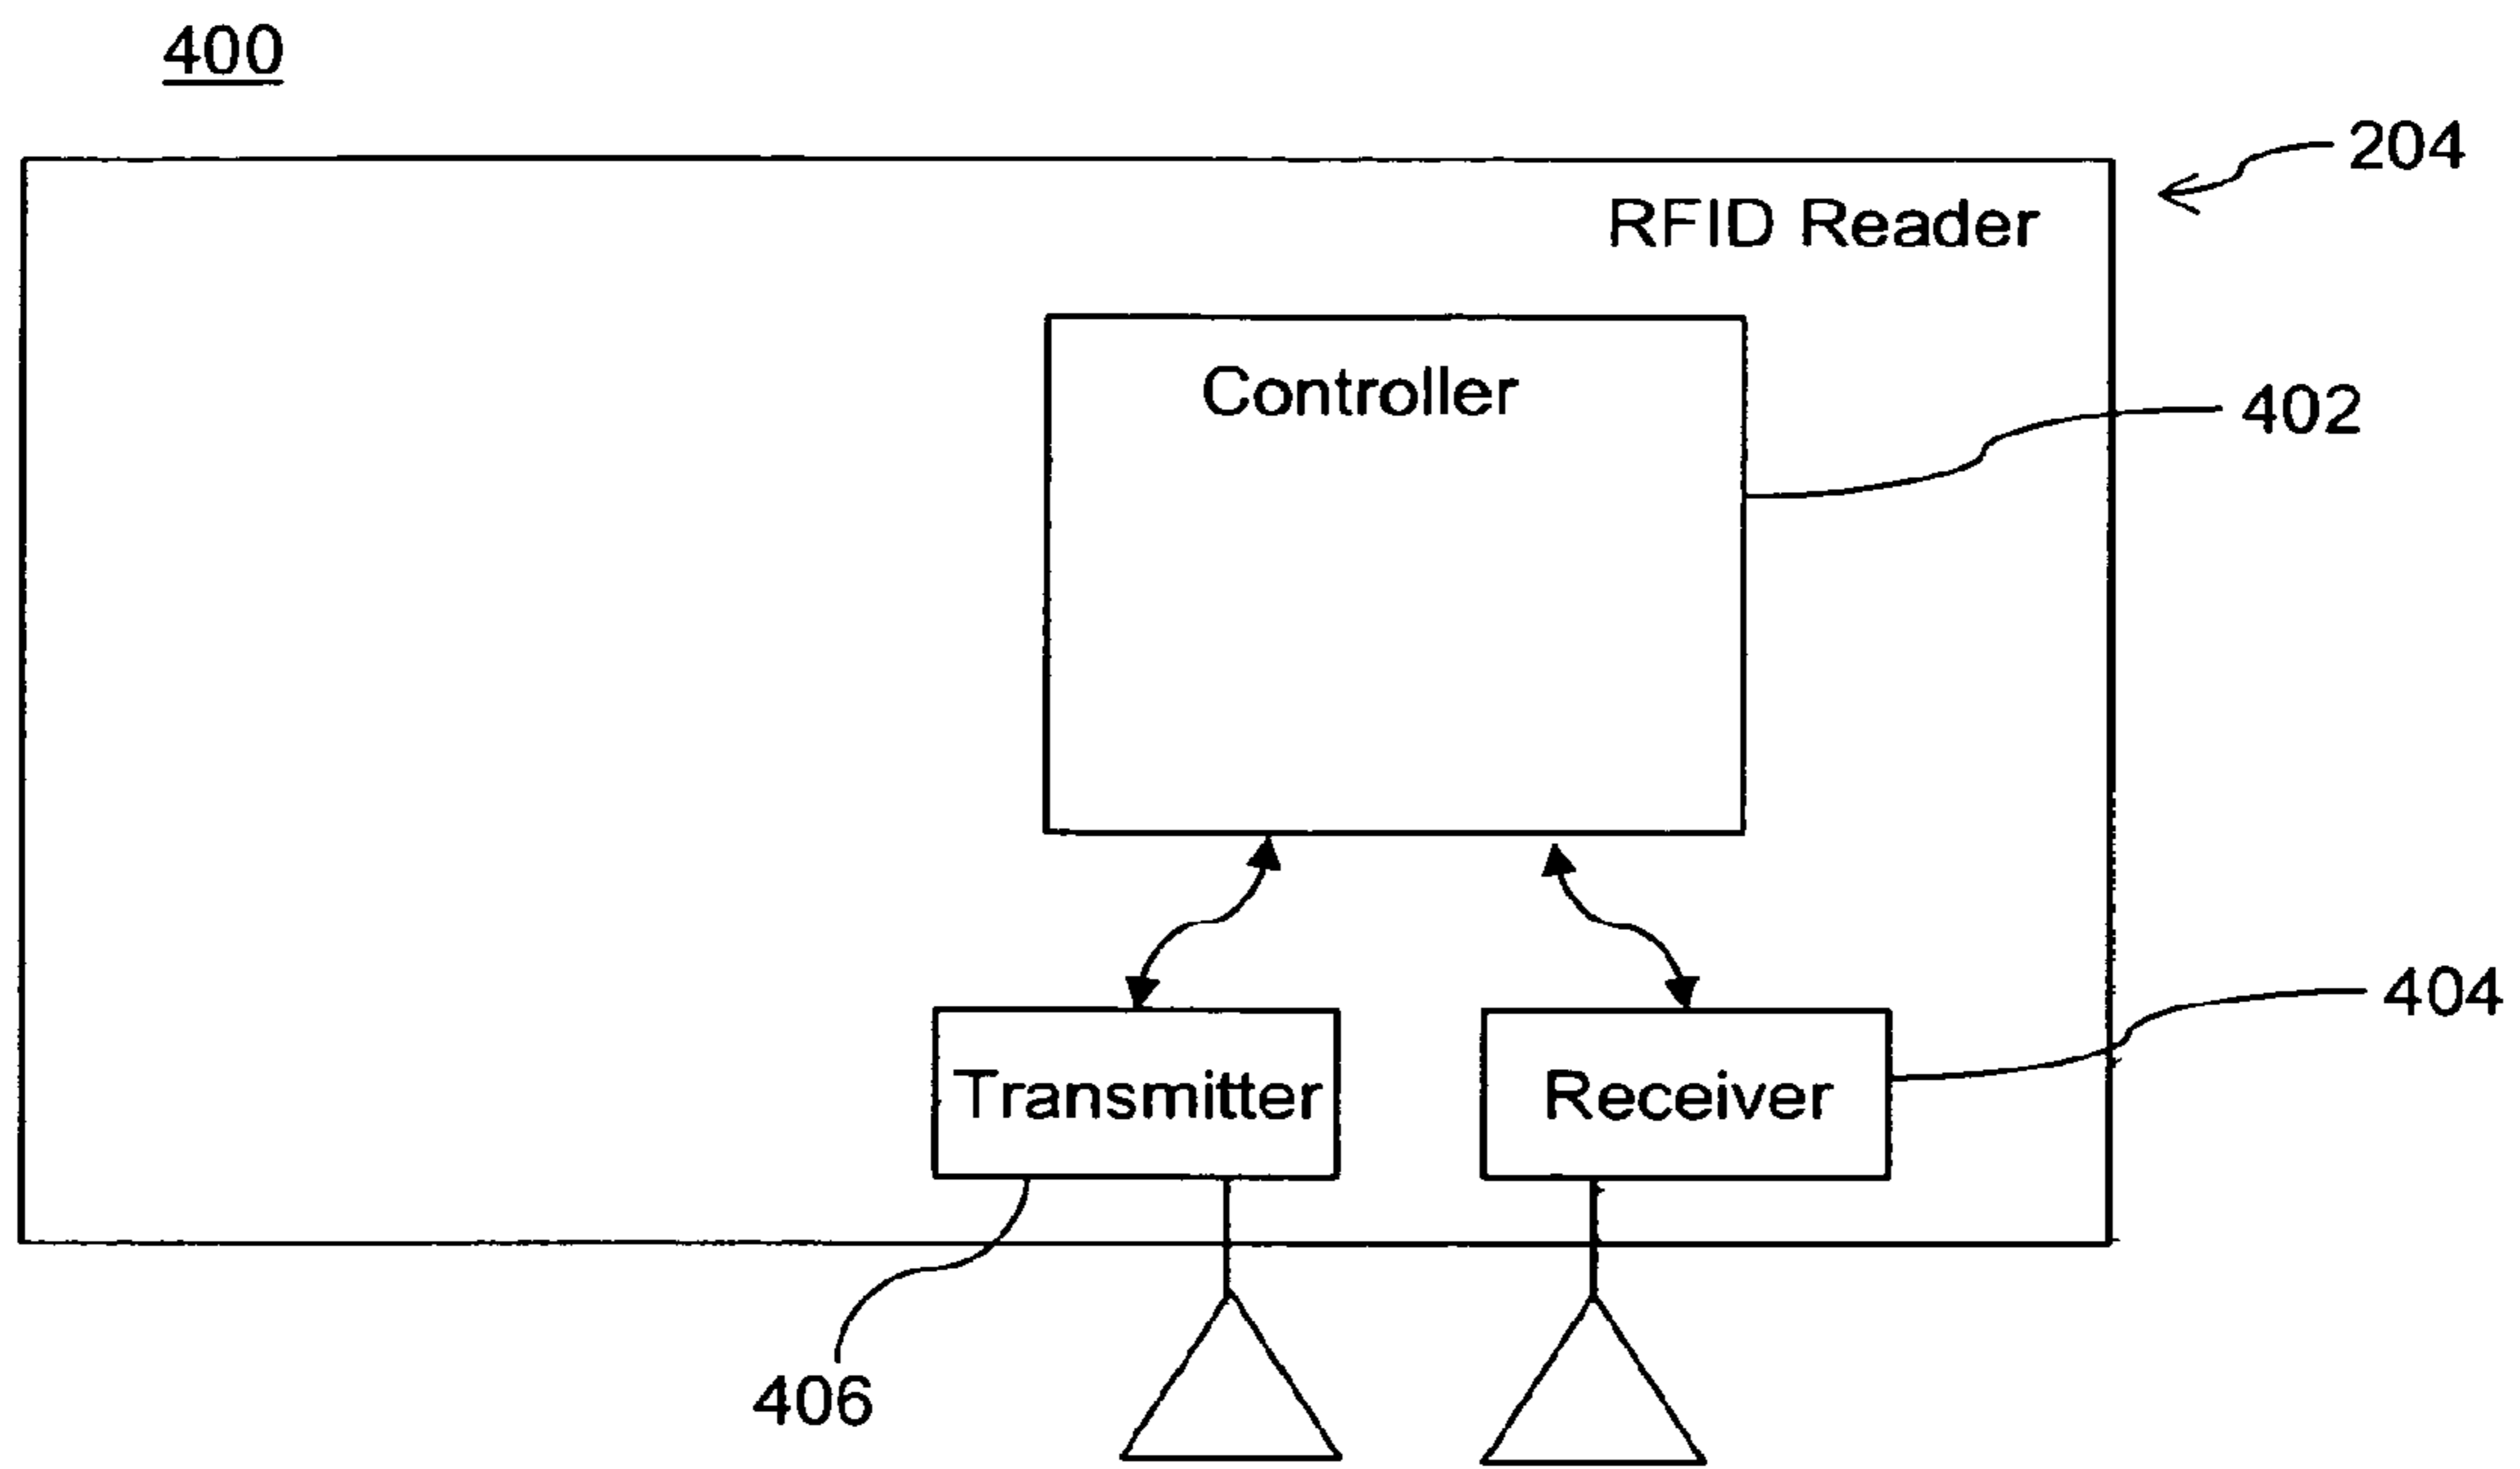 400
204
RFID Reader
Controller
402
404
Transmitter
Receiver
406